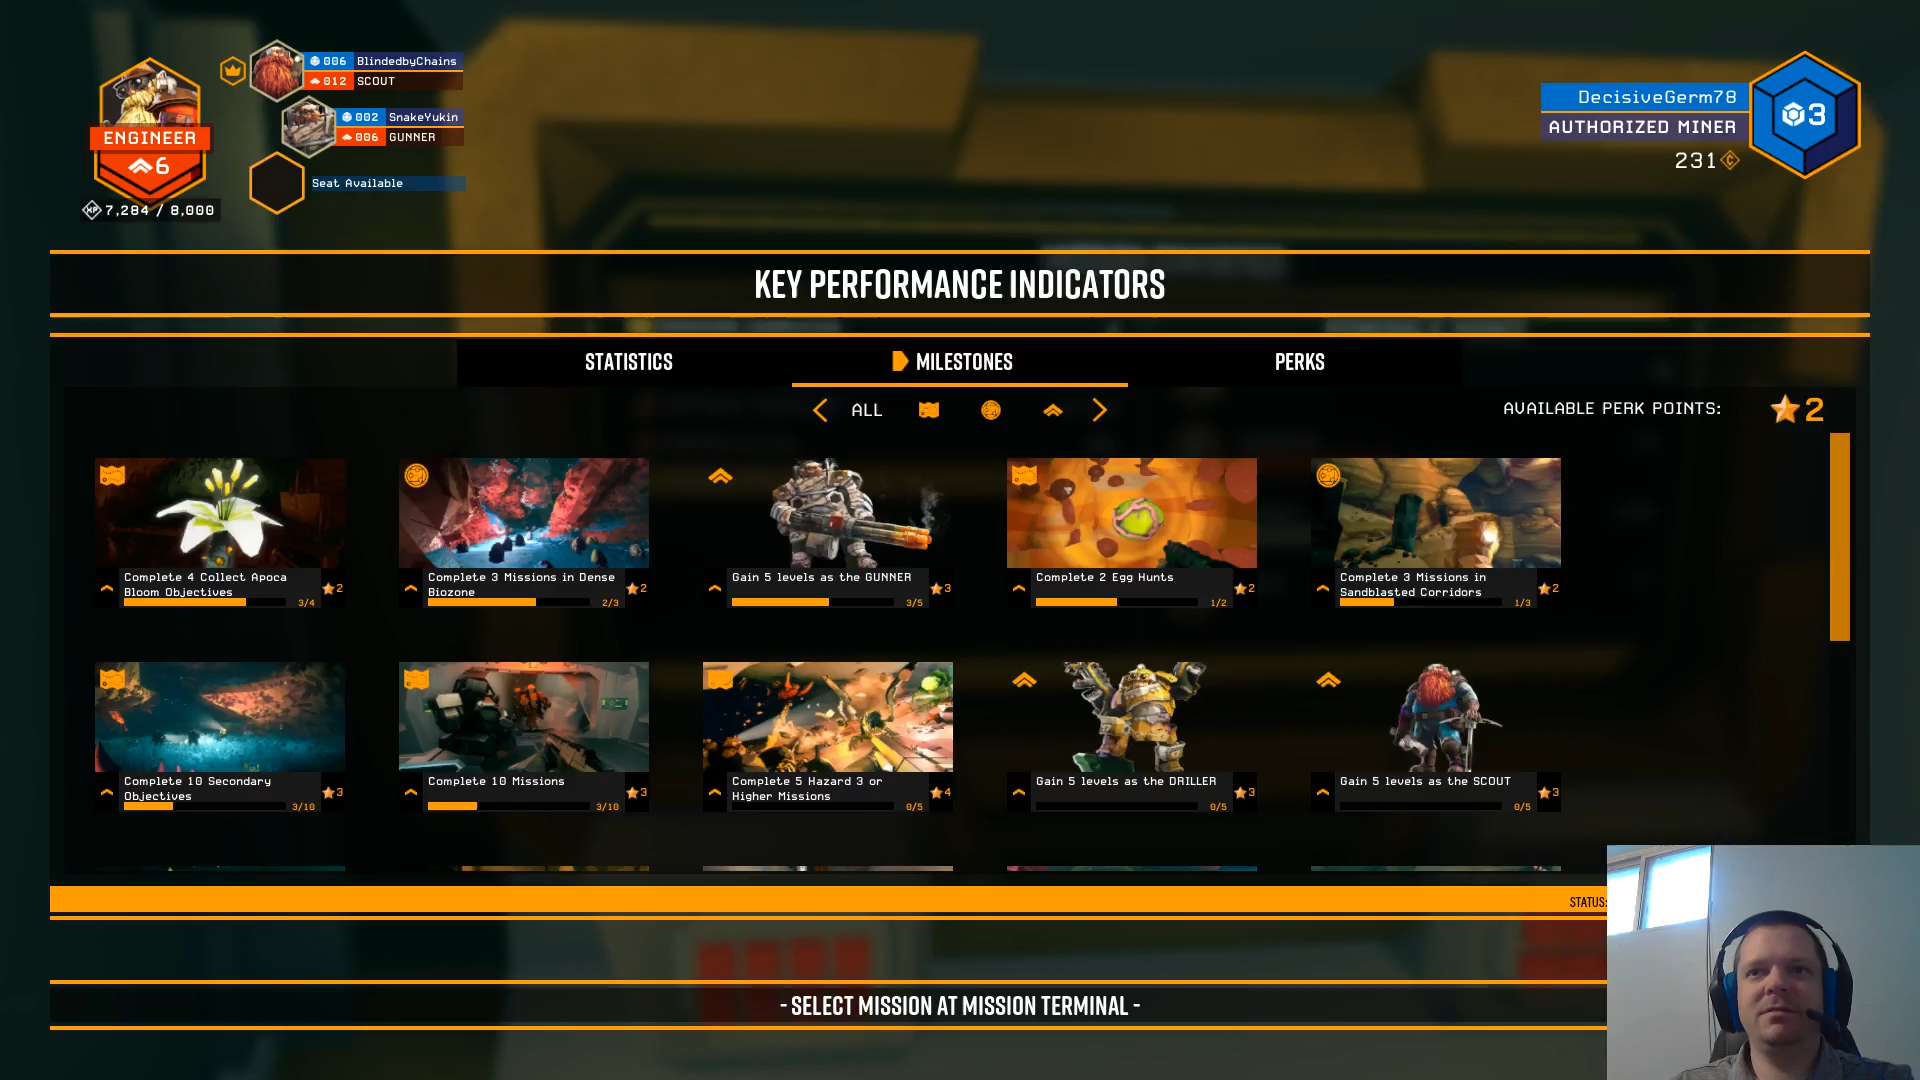 006 BlindedbyChains
012 SCOUT
002 SnakeYukin
006 GUNNER
Seat Available
ENGINEER
6
7,284 / 8,000
DecisiveGerm78
AUTHORIZED MINER
231
3
KEY PERFORMANCE INDICATORS
STATISTICS
MILESTONES
PERKS
ALL
AVAILABLE PERK POINTS:
2
Complete 4 Collect Apoca
Bloom Objectives
3/4
2
Complete 3 Missions in Dense
Biozone
2/3
2
Gain 5 levels as the GUNNER
3/5
3
Complete 2 Egg Hunts
1/2
2
Complete 3 Missions in
Sandblasted Corridors
1/3
2
Complete 10 Secondary
Objectives
3/10
3
Complete 10 Missions
3/10
3
Complete 5 Hazard 3 or
Higher Missions
0/5
4
Gain 5 levels as the DRILLER
0/5
3
Gain 5 levels as the SCOUT
0/5
3
STATUS:
- SELECT MISSION AT MISSION TERMINAL -